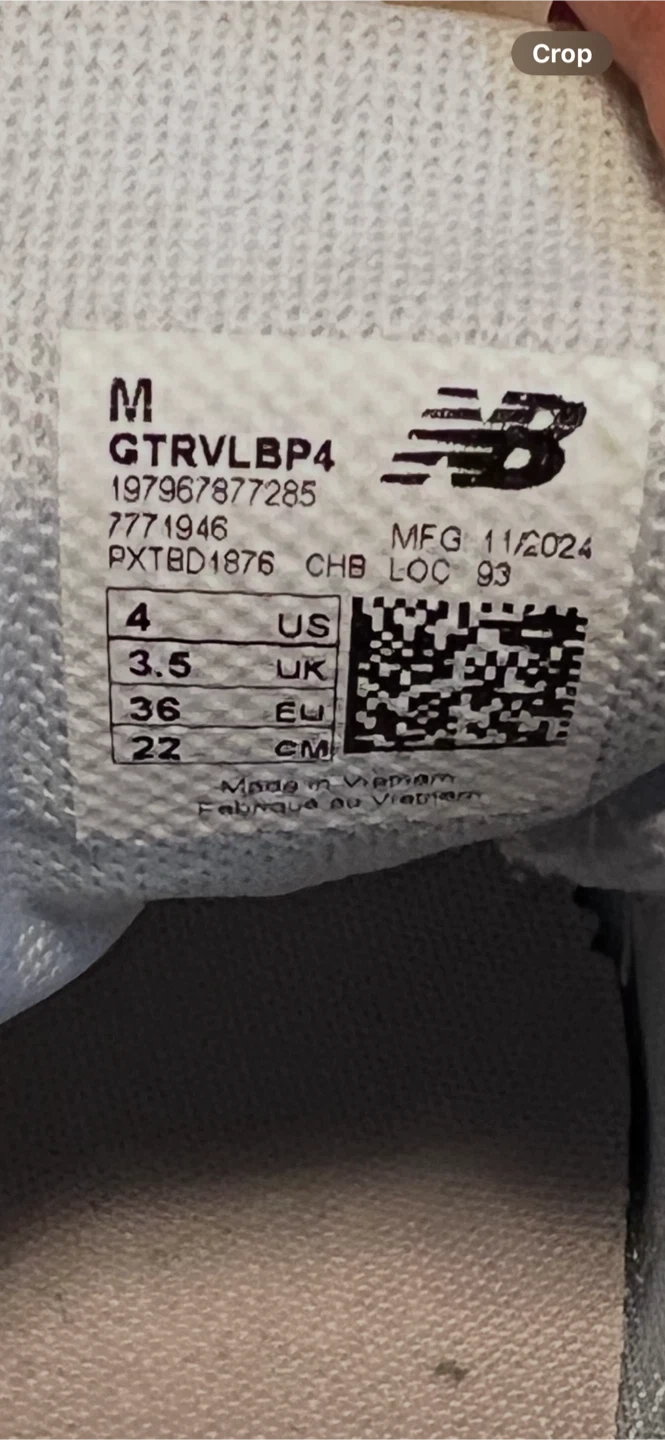 Crop
M
GTRVLBP4
197967877285
7771946
MFG 11/2024
PXTBD1876 CHB LOC 93
4 US
3.5 UK
36 EU
22 CM
Made in Vietnam
Fabriqué au Vietnam